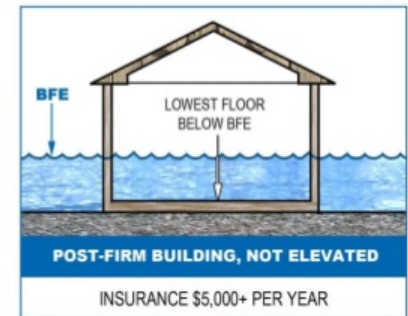 BFE
LOWEST FLOOR
BELOW BFE
POST-FIRM BUILDING, NOT ELEVATED
INSURANCE $5,000+ PER YEAR